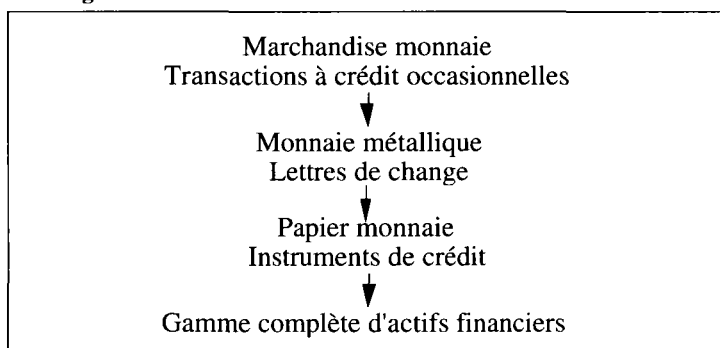 Marchandise monnaie
Transactions à crédit occasionnelles
Monnaie métallique
Lettres de change
Papier monnaie
Instruments de crédit
Gamme complète d'actifs financiers